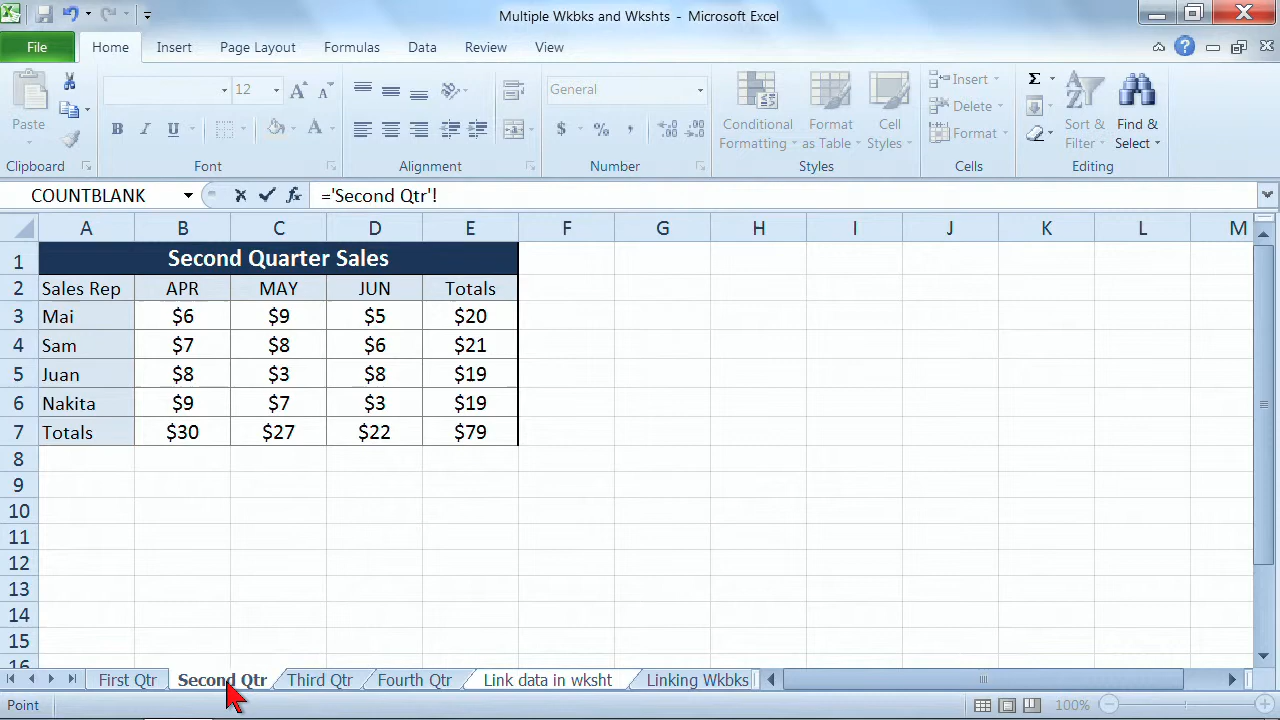 Multiple Wkbks and Wkshts - Microsoft Excel
File Home Insert Page Layout Formulas Data Review View
Paste
12
B I U A
General
$ % ,
Conditional Formatting
Format as Table
Cell Styles
Insert
Delete
Format
Σ
Sort & Filter
Find & Select
Clipboard Font Alignment Number Styles Cells Editing
COUNTBLANK fx ='Second Qtr'!
A B C D E F G H I J K L M
1 Second Quarter Sales
2 Sales Rep APR MAY JUN Totals
3 Mai $6 $9 $5 $20
4 Sam $7 $8 $6 $21
5 Juan $8 $3 $8 $19
6 Nakita $9 $7 $3 $19
7 Totals $30 $27 $22 $79
8
9
10
11
12
13
14
15
16
First Qtr Second Qtr Third Qtr Fourth Qtr Link data in wksht Linking Wkbks
Point 100%